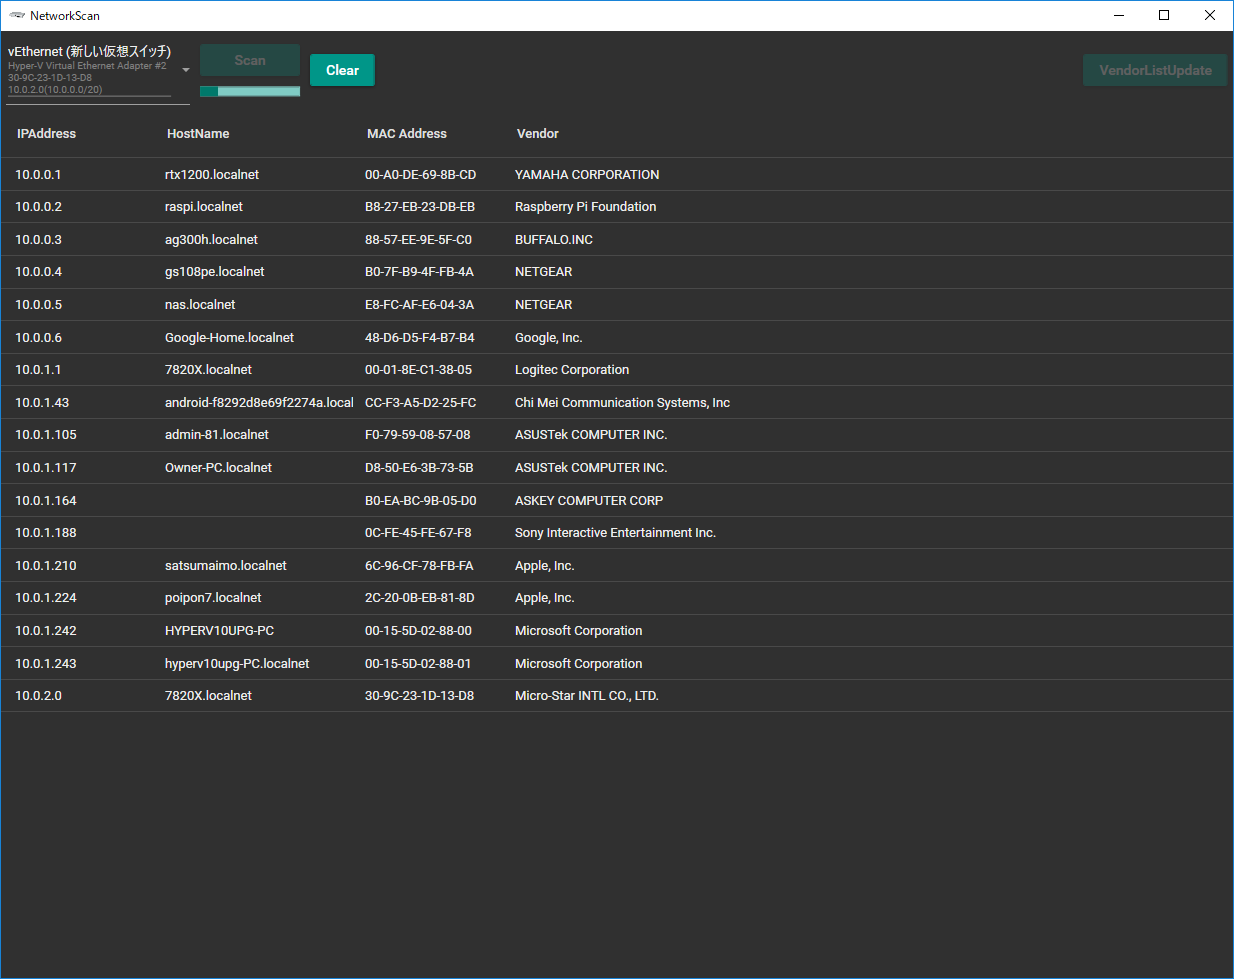 NetworkScan
vEthernet (新しい仮想スイッチ)
Hyper-V Virtual Ethernet Adapter #2
30-9C-23-1D-13-D8
10.0.2.0(10.0.0.0/20)
Scan
Clear
VendorListUpdate
IPAddress HostName MAC Address Vendor
10.0.0.1 rtx1200.localnet 00-A0-DE-69-8B-CD YAMAHA CORPORATION
10.0.0.2 raspi.localnet B8-27-EB-23-DB-EB Raspberry Pi Foundation
10.0.0.3 ag300h.localnet 88-57-EE-9E-5F-C0 BUFFALO.INC
10.0.0.4 gs108pe.localnet B0-7F-B9-4F-FB-4A NETGEAR
10.0.0.5 nas.localnet E8-FC-AF-E6-04-3A NETGEAR
10.0.0.6 Google-Home.localnet 48-D6-D5-F4-B7-B4 Google, Inc.
10.0.1.1 7820X.localnet 00-01-8E-C1-38-05 Logitec Corporation
10.0.1.43 android-f8292d8e69f2274a.local CC-F3-A5-D2-25-FC Chi Mei Communication Systems, Inc
10.0.1.105 admin-81.localnet F0-79-59-08-57-08 ASUSTek COMPUTER INC.
10.0.1.117 Owner-PC.localnet D8-50-E6-3B-73-5B ASUSTek COMPUTER INC.
10.0.1.164 B0-EA-BC-9B-05-D0 ASKEY COMPUTER CORP
10.0.1.188 0C-FE-45-FE-67-F8 Sony Interactive Entertainment Inc.
10.0.1.210 satsumaimo.localnet 6C-96-CF-78-FB-FA Apple, Inc.
10.0.1.224 poipon7.localnet 2C-20-0B-EB-81-8D Apple, Inc.
10.0.1.242 HYPERV10UPG-PC 00-15-5D-02-88-00 Microsoft Corporation
10.0.1.243 hyperv10upg-PC.localnet 00-15-5D-02-88-01 Microsoft Corporation
10.0.2.0 7820X.localnet 30-9C-23-1D-13-D8 Micro-Star INTL CO., LTD.